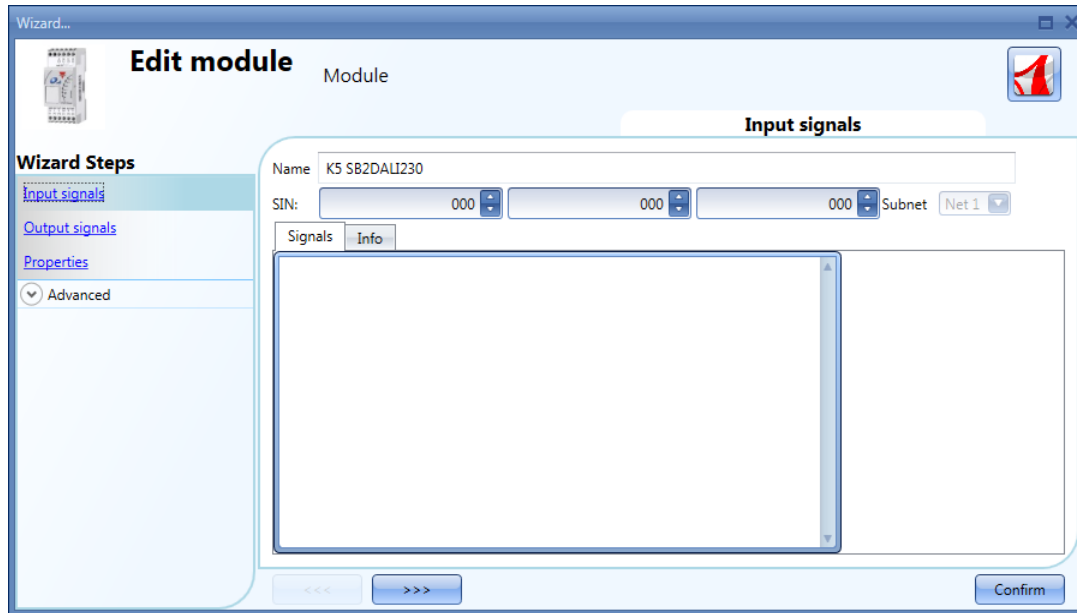 Wizard...
Edit module
Module
Input signals
Wizard Steps
Input signals
Output signals
Properties
Advanced
Name K5 SB2DALI230
SIN: 000 000 000 Subnet Net 1
Signals Info
<<< >>> Confirm